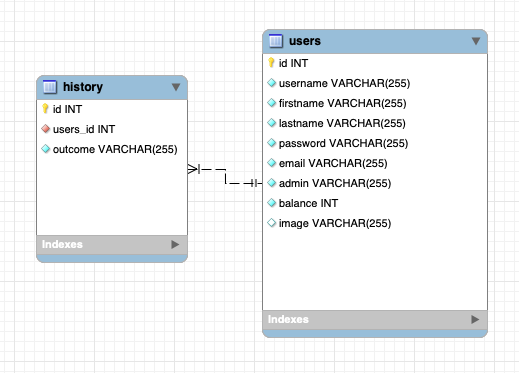 history
id INT
users_id INT
outcome VARCHAR(255)
Indexes
users
id INT
username VARCHAR(255)
firstname VARCHAR(255)
lastname VARCHAR(255)
password VARCHAR(255)
email VARCHAR(255)
admin VARCHAR(255)
balance INT
image VARCHAR(255)
Indexes